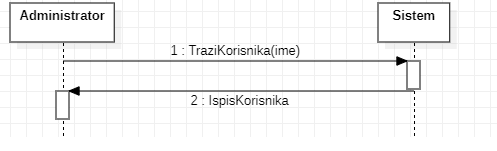 Administrator
Sistem
1 : TraziKorisnika(ime)
2 : IspisKorisnika